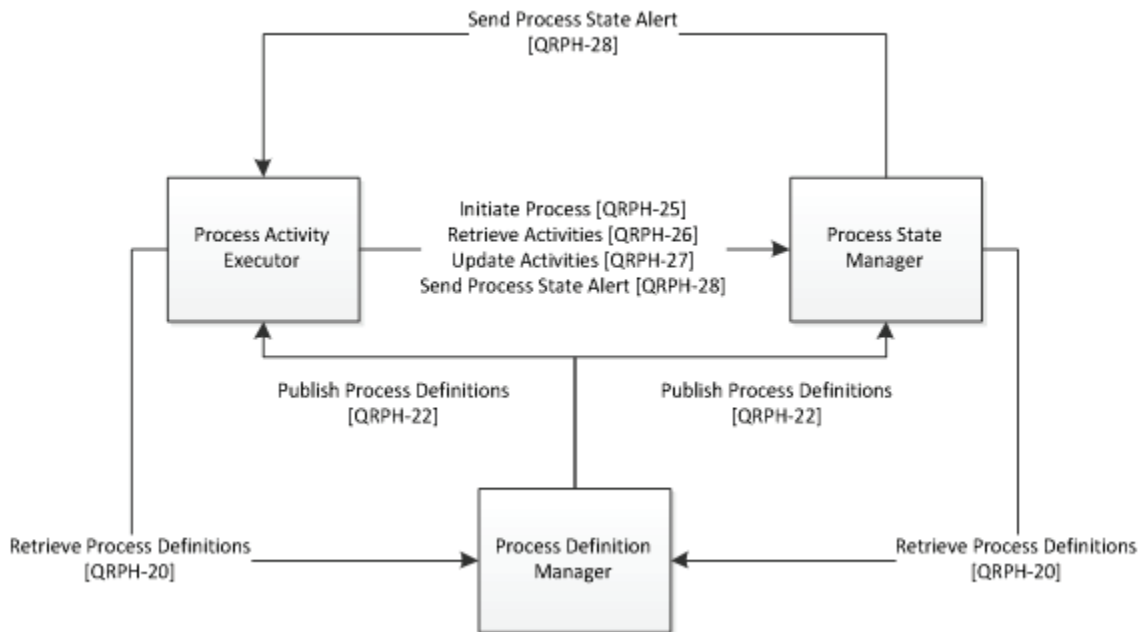 Send Process State Alert
[QRPH-28]
Process Activity
Executor
Initiate Process [QRPH-25]
Retrieve Activities [QRPH-26]
Update Activities [QRPH-27]
Send Process State Alert [QRPH-28]
Process State
Manager
Publish Process Definitions
[QRPH-22]
Publish Process Definitions
[QRPH-22]
Retrieve Process Definitions
[QRPH-20]
Process Definition
Manager
Retrieve Process Definitions
[QRPH-20]